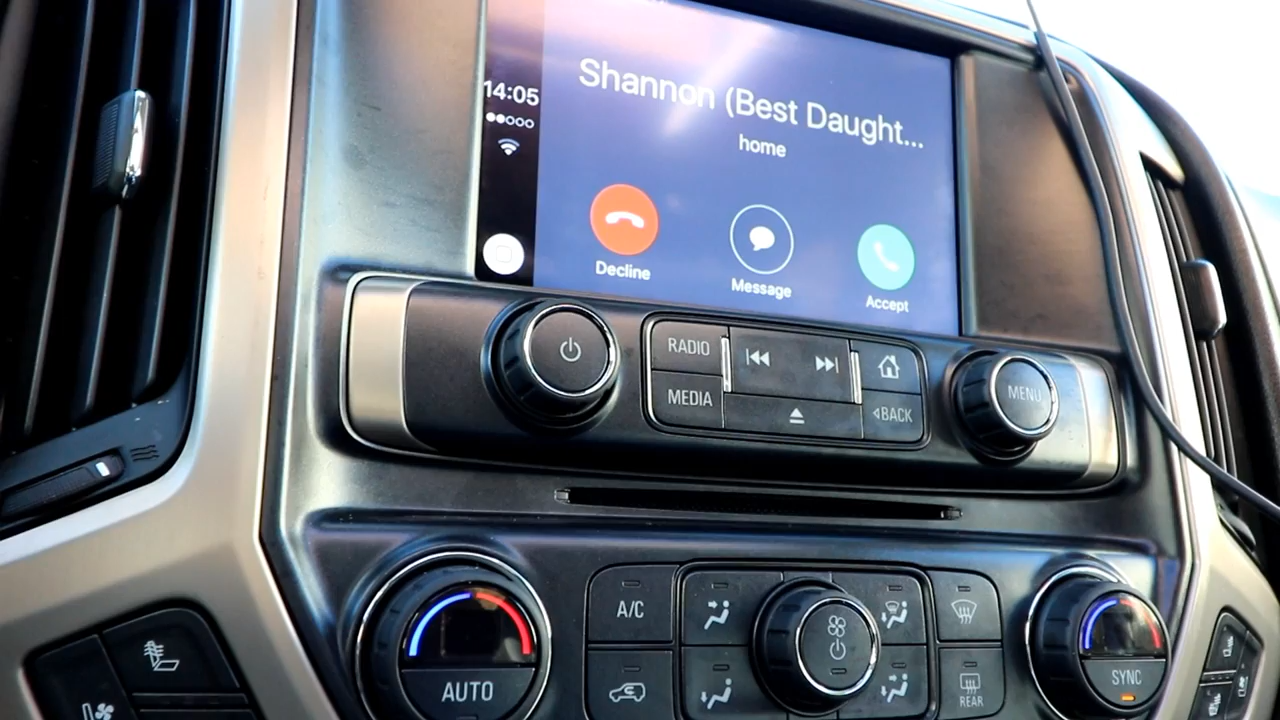 Shannon (Best Daught...
14:05
home
Decline
Message
Accept
RADIO
MEDIA
BACK
MENU
A/C
AUTO
REAR
SYNC